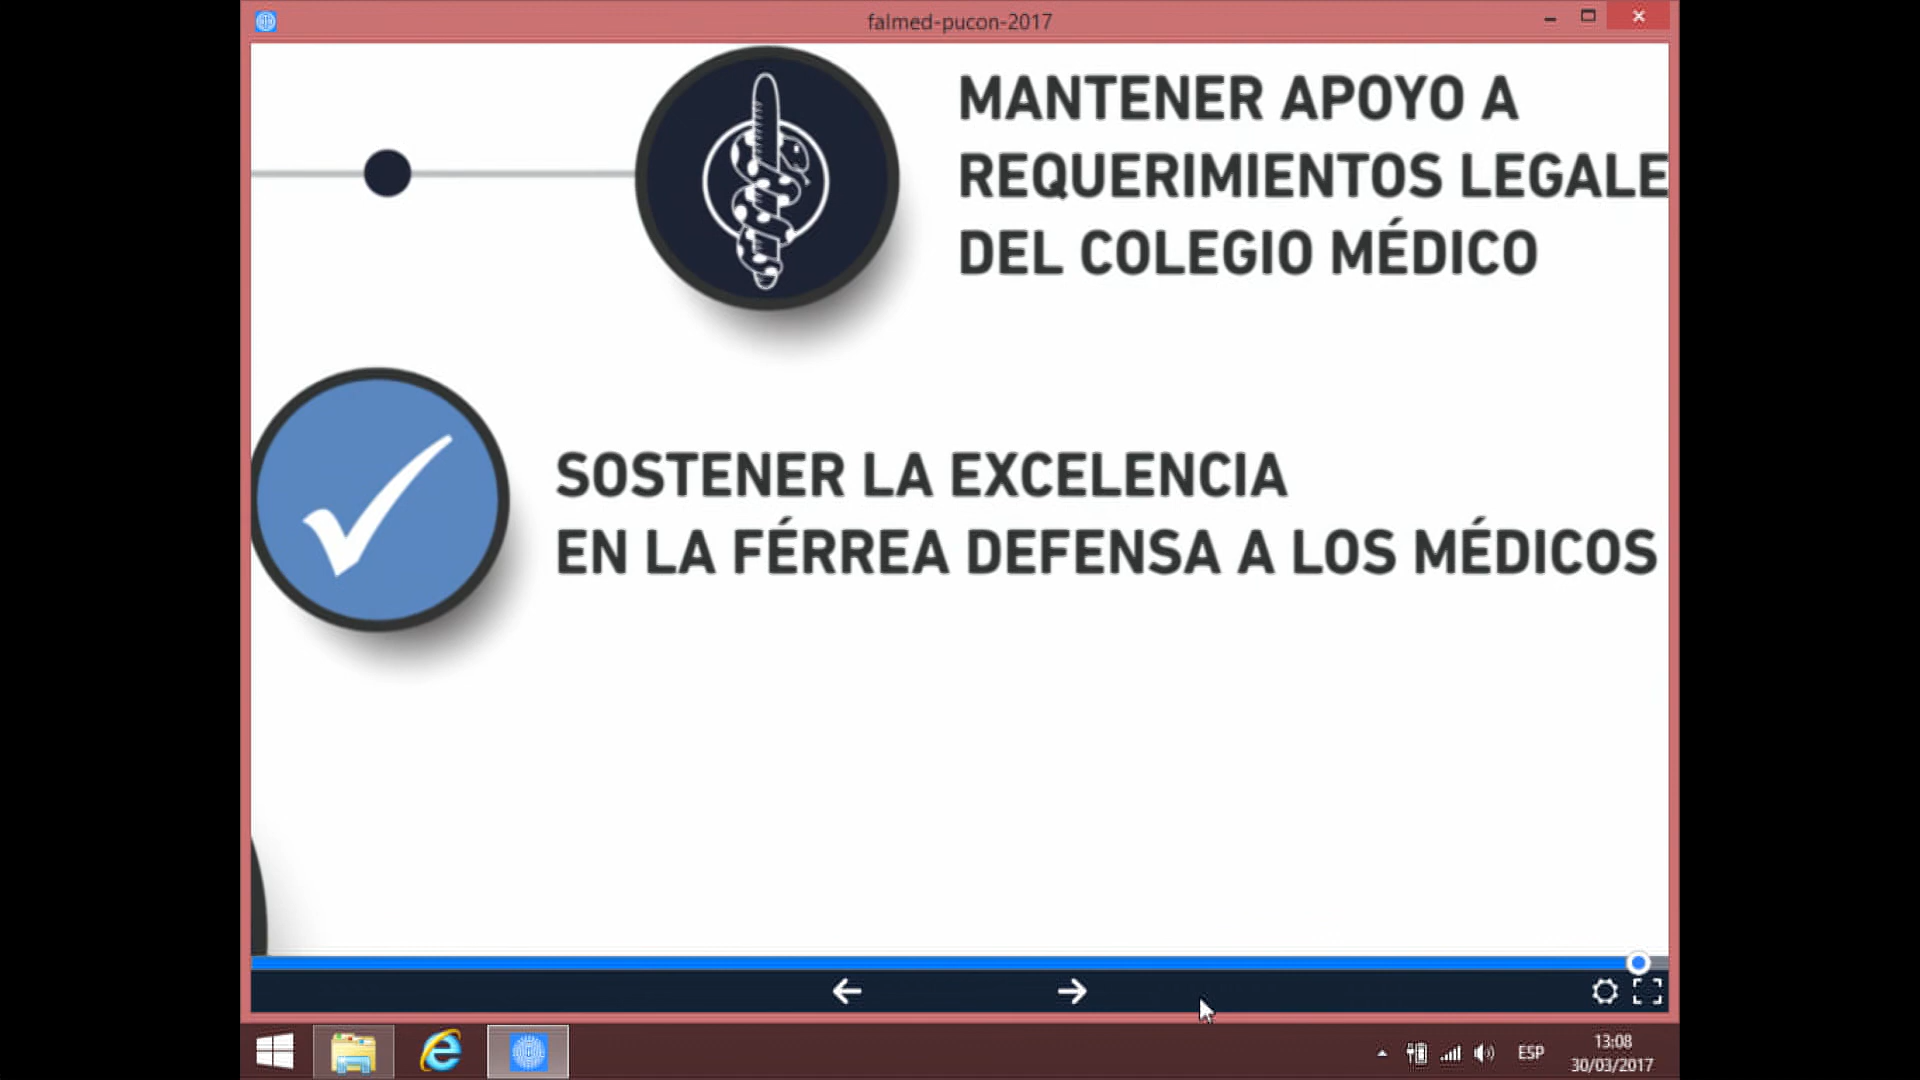 falmed-pucon-2017
MANTENER APOYO A
REQUERIMIENTOS LEGALE
DEL COLEGIO MÉDICO
SOSTENER LA EXCELENCIA
EN LA FÉRREA DEFENSA A LOS MÉDICOS
ESP
13:08
30/03/2017